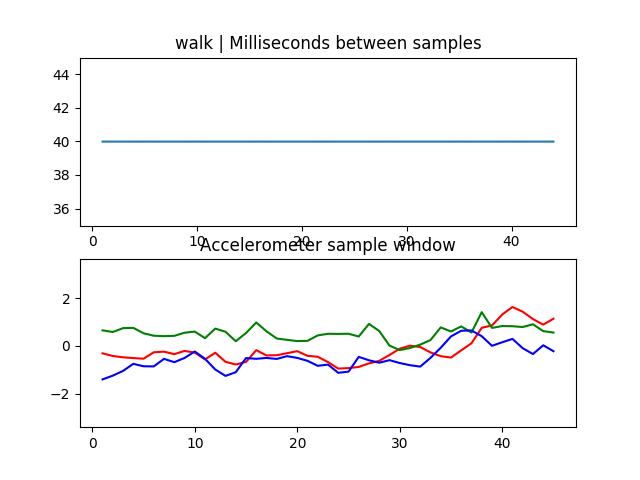 walk | Milliseconds between samples
44
42
40
38
36
0 10 20 30 40
Accelerometer sample window
2
0
−2
0 10 20 30 40